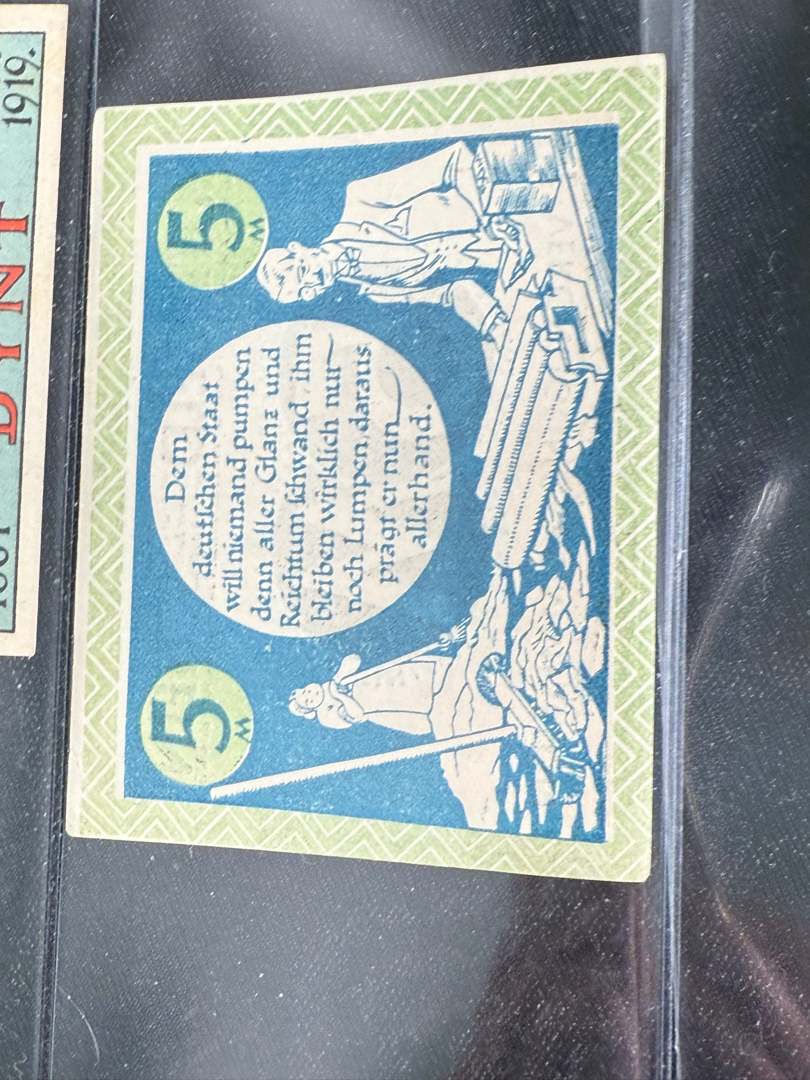 1919.
DYNT
5
M
5
M
Dem
deutſchen Staat
will niemand pumpen
denn aller Glanz und
Reichtum ſchwand, ihm
bleiben wirklich nur
noch Lumpen, daraus
prägt er nun
allerhand.